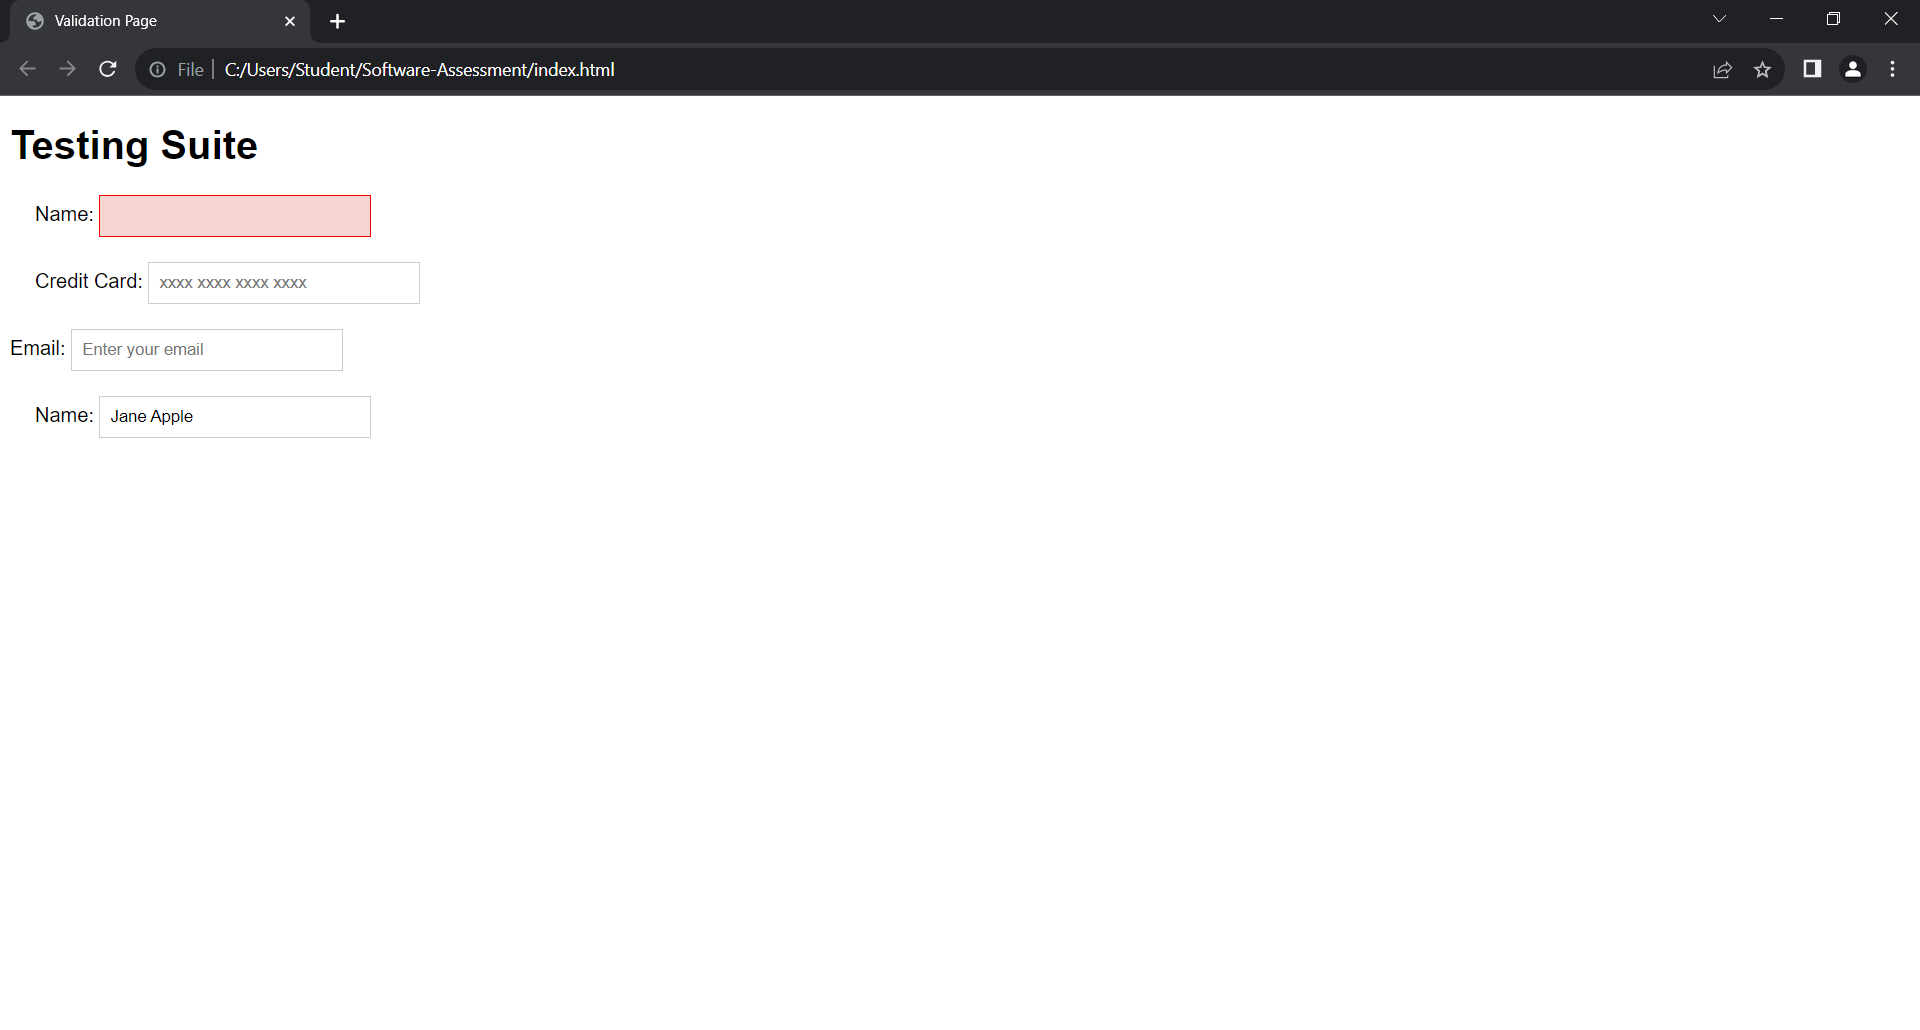 Validation Page
File C:/Users/Student/Software-Assessment/index.html
Testing Suite
Name:
Credit Card: xxxx xxxx xxxx xxxx
Email: Enter your email
Name: Jane Apple